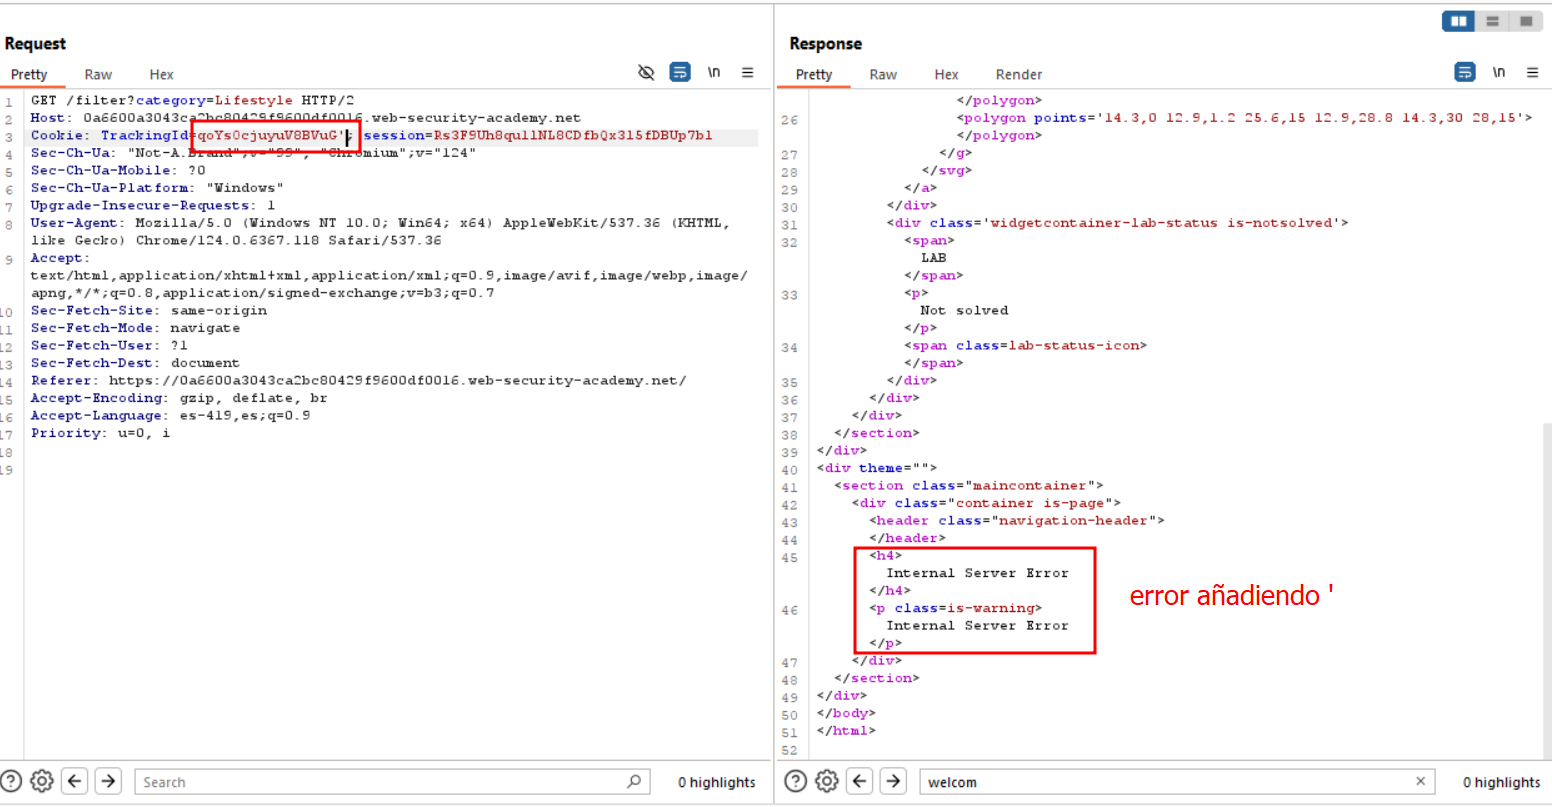 Request
Pretty Raw Hex \n
1 GET /filter?category=Lifestyle HTTP/2
2 Host: 0a6600a3043ca2bc80429f9600df0016.web-security-academy.net
3 Cookie: TrackingId=qoYs0cjuyuV8BVuG'; session=Rs3F9Uh8qul1NL8CDfbQx3l5fDBUp7bl
4 Sec-Ch-Ua: "Not-A.Brand";v="99", "Chromium";v="124"
5 Sec-Ch-Ua-Mobile: ?0
6 Sec-Ch-Ua-Platform: "Windows"
7 Upgrade-Insecure-Requests: 1
8 User-Agent: Mozilla/5.0 (Windows NT 10.0; Win64; x64) AppleWebKit/537.36 (KHTML,
like Gecko) Chrome/124.0.6367.118 Safari/537.36
9 Accept:
text/html,application/xhtml+xml,application/xml;q=0.9,image/avif,image/webp,image/
apng,*/*;q=0.8,application/signed-exchange;v=b3;q=0.7
10 Sec-Fetch-Site: same-origin
11 Sec-Fetch-Mode: navigate
12 Sec-Fetch-User: ?1
13 Sec-Fetch-Dest: document
14 Referer: https://0a6600a3043ca2bc80429f9600df0016.web-security-academy.net/
15 Accept-Encoding: gzip, deflate, br
16 Accept-Language: es-419,es;q=0.9
17 Priority: u=0, i
18
19
Search
0 highlights
Response
Pretty Raw Hex Render \n
</polygon>
26 <polygon points='14.3,0 12.9,1.2 25.6,15 12.9,28.8 14.3,30 28,15'>
</polygon>
27 </g>
28 </svg>
29 </a>
30 </div>
31 <div class='widgetcontainer-lab-status is-notsolved'>
32 <span>
LAB
</span>
33 <p>
Not solved
</p>
34 <span class=lab-status-icon>
</span>
35 </div>
36 </div>
37 </div>
38 </section>
39 </div>
40 <div theme="">
41 <section class="maincontainer">
42 <div class="container is-page">
43 <header class="navigation-header">
44 </header>
45 <h4>
Internal Server Error
</h4>
46 <p class=is-warning>
Internal Server Error
</p>
47 </div>
48 </section>
49 </div>
50 </body>
51 </html>
52
error añadiendo '
welcom
0 highlights